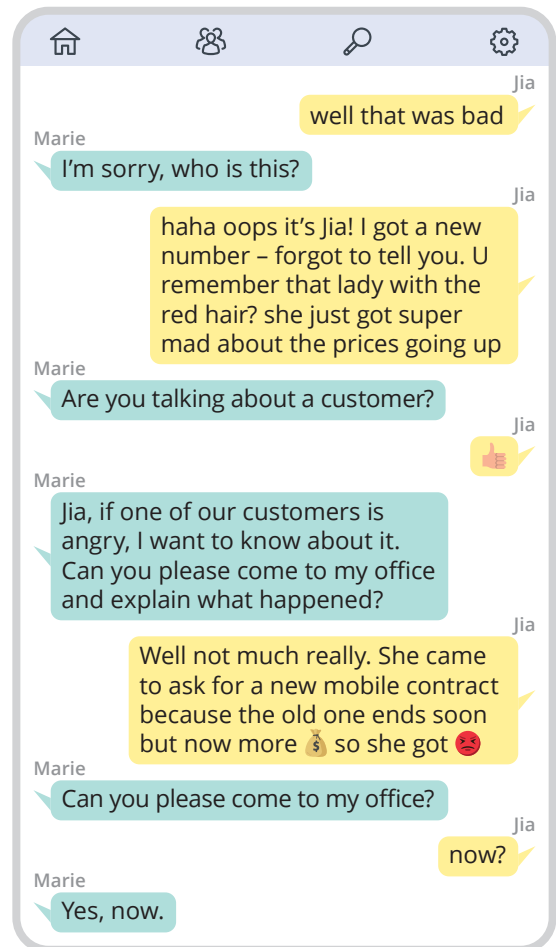 Jia
well that was bad
Marie
I’m sorry, who is this?
Jia
haha oops it’s Jia! I got a new
number – forgot to tell you. U
remember that lady with the
red hair? she just got super
mad about the prices going up
Marie
Are you talking about a customer?
Jia
👍
Marie
Jia, if one of our customers is
angry, I want to know about it.
Can you please come to my office
and explain what happened?
Jia
Well not much really. She came
to ask for a new mobile contract
because the old one ends soon
but now more 💰 so she got 😡
Marie
Can you please come to my office?
Jia
now?
Marie
Yes, now.